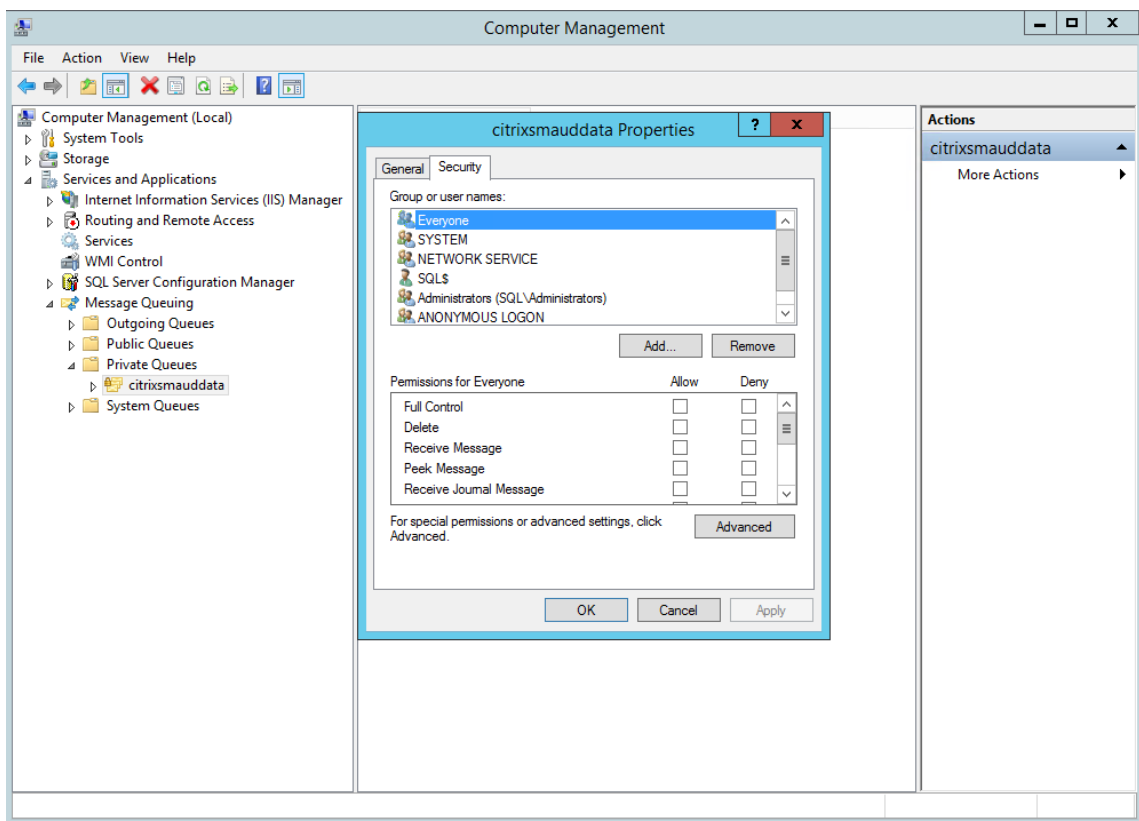 Computer Management
File Action View Help
Computer Management (Local)
System Tools
Storage
Services and Applications
Internet Information Services (IIS) Manager
Routing and Remote Access
Services
WMI Control
SQL Server Configuration Manager
Message Queuing
Outgoing Queues
Public Queues
Private Queues
citrixsmauddata
System Queues
citrixsmauddata Properties
General Security
Group or user names:
Everyone
SYSTEM
NETWORK SERVICE
SQL$
Administrators (SQL\Administrators)
ANONYMOUS LOGON
Add... Remove
Permissions for Everyone Allow Deny
Full Control
Delete
Receive Message
Peek Message
Receive Journal Message
For special permissions or advanced settings, click
Advanced.
Advanced
OK Cancel Apply
Actions
citrixsmauddata
More Actions